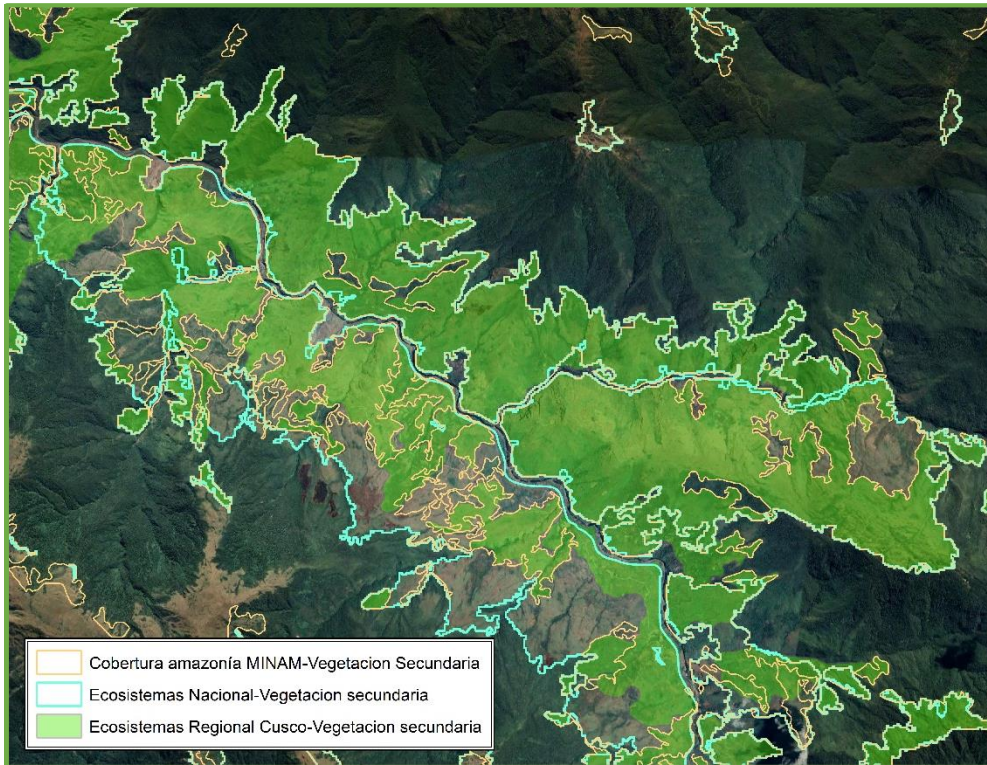 Cobertura amazonía MINAM-Vegetacion Secundaria
Ecosistemas Nacional-Vegetacion secundaria
Ecosistemas Regional Cusco-Vegetacion secundaria